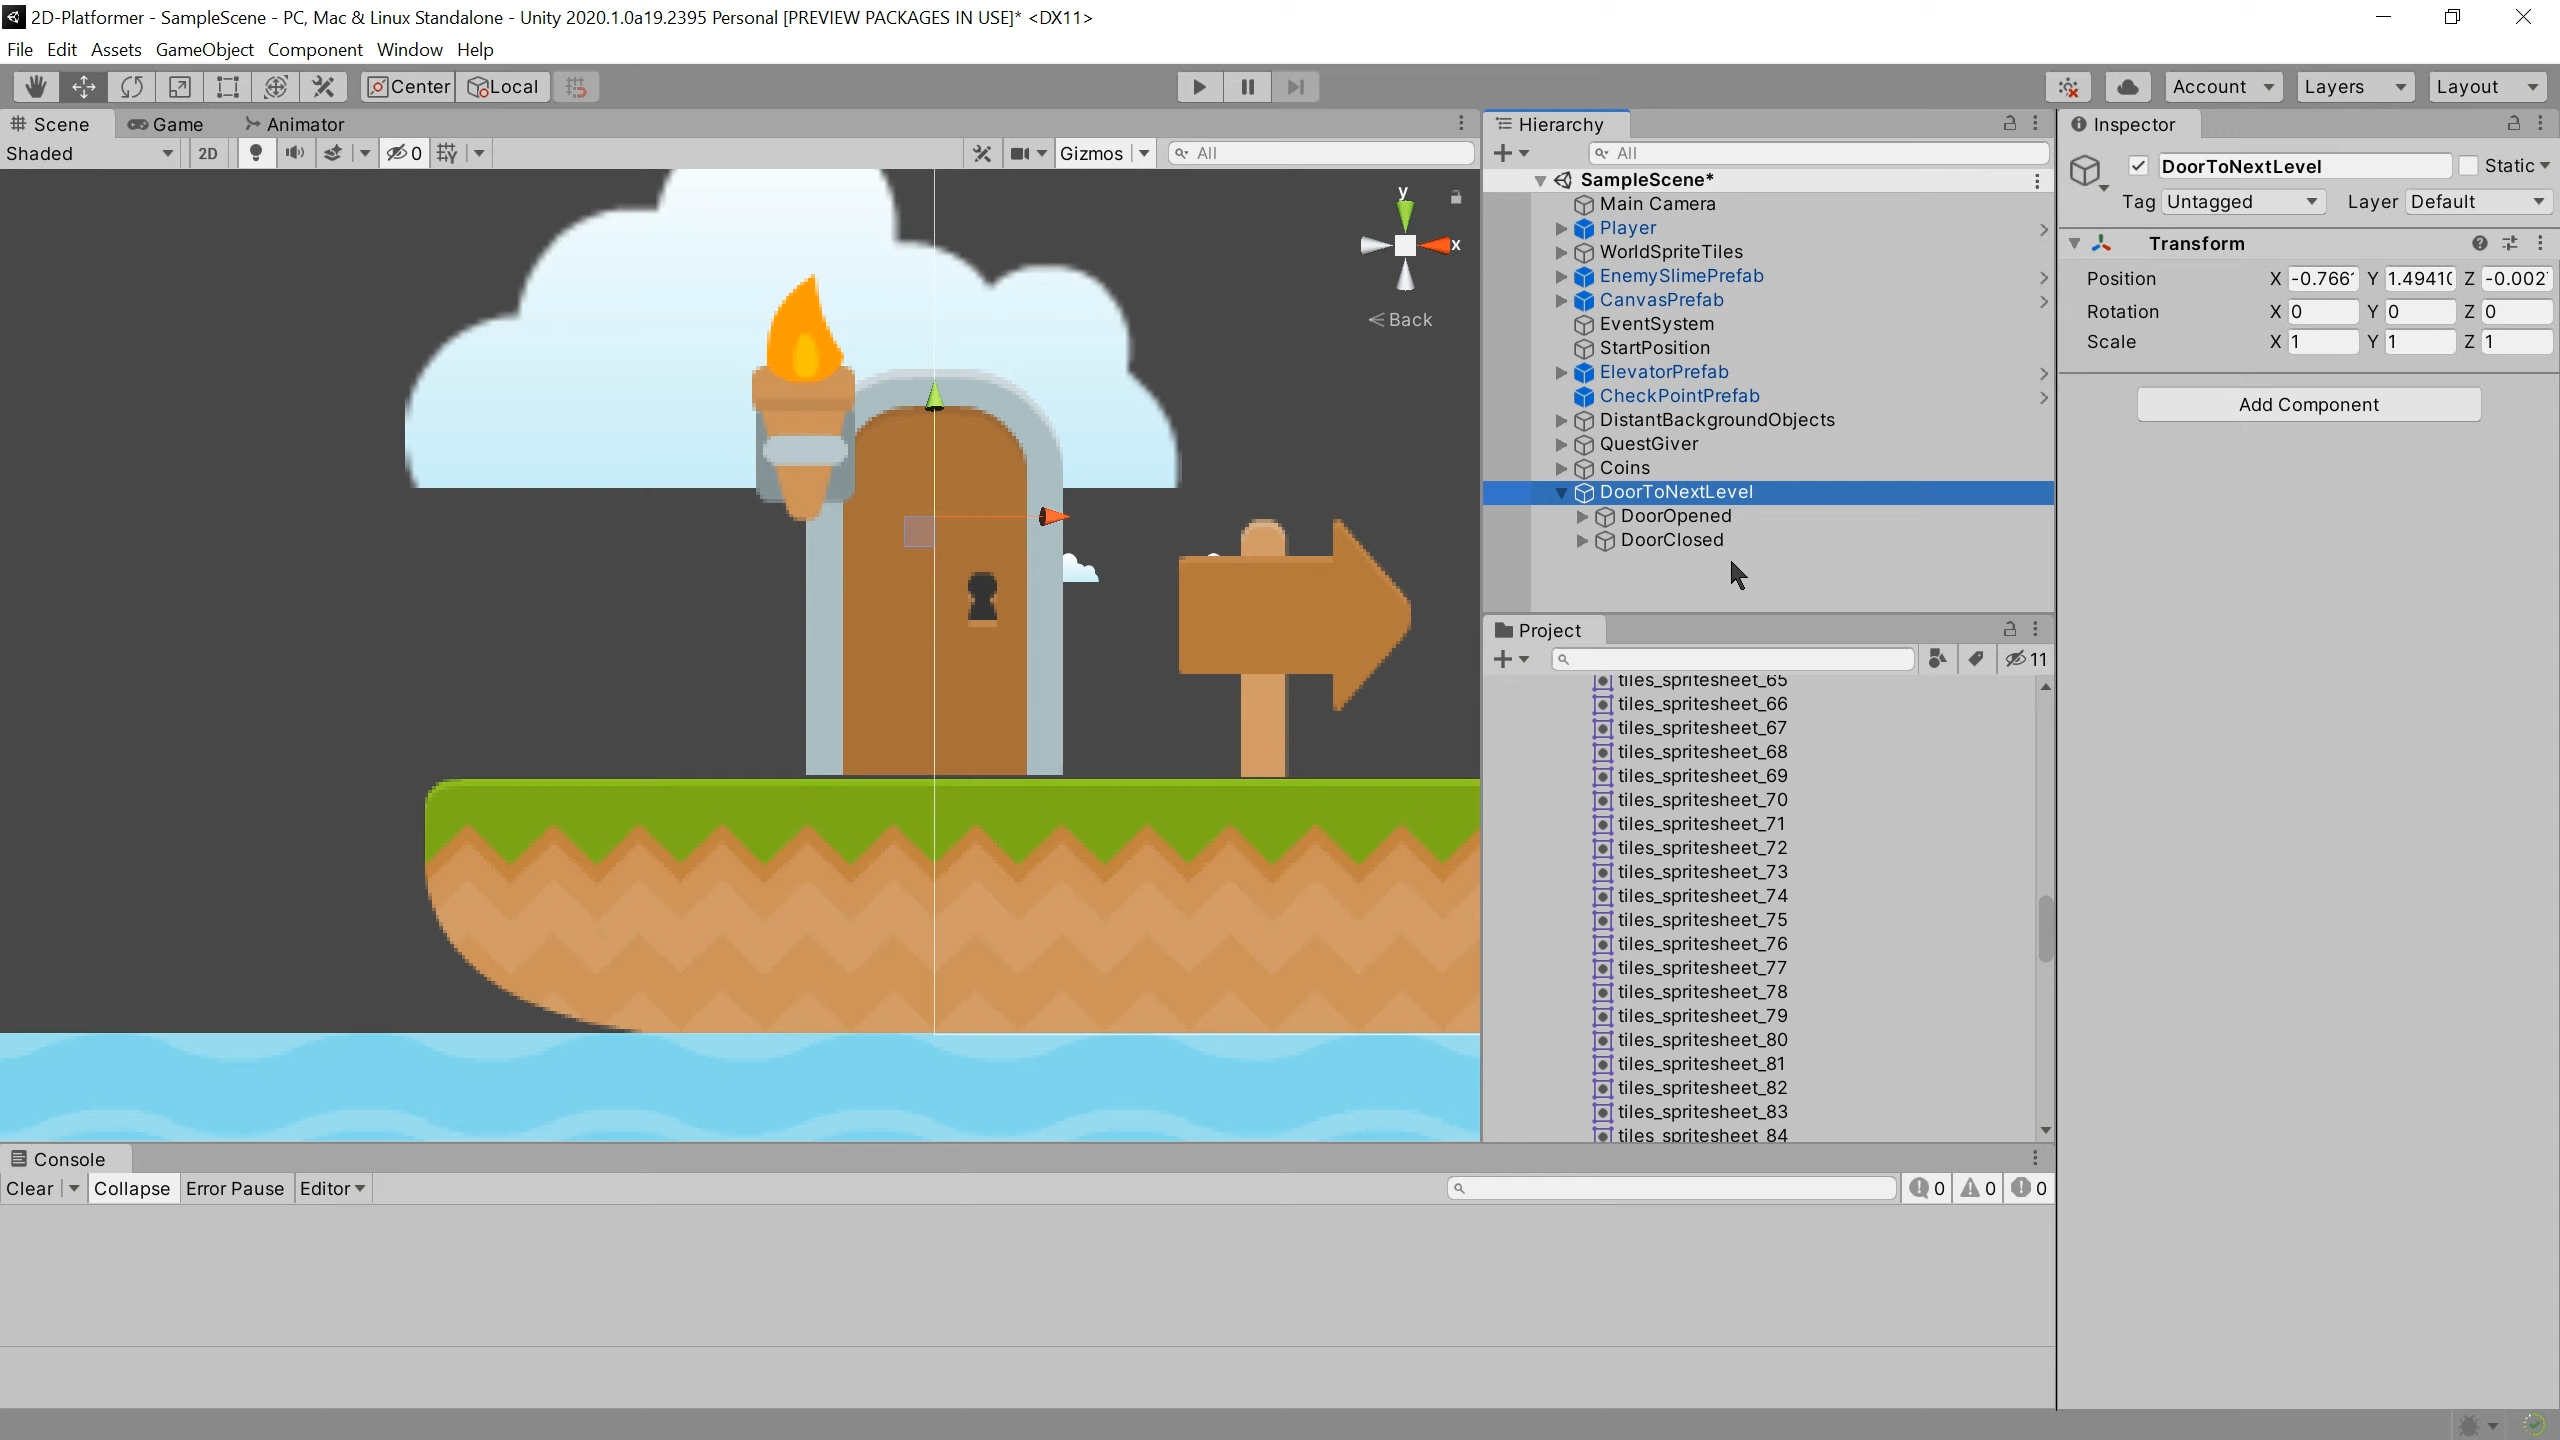 2D-Platformer - SampleScene - PC, Mac & Linux Standalone - Unity 2020.1.0a19.2395 Personal [PREVIEW PACKAGES IN USE]* <DX11>
File Edit Assets GameObject Component Window Help
Center Local Account Layers Layout
Scene Game Animator
Shaded 2D 0 Gizmos All
y
x
Back
Hierarchy
All
SampleScene*
Main Camera
Player
WorldSpriteTiles
EnemySlimePrefab
CanvasPrefab
EventSystem
StartPosition
ElevatorPrefab
CheckPointPrefab
DistantBackgroundObjects
QuestGiver
Coins
DoorToNextLevel
DoorOpened
DoorClosed
Project
11
tiles_spritesheet_65
tiles_spritesheet_66
tiles_spritesheet_67
tiles_spritesheet_68
tiles_spritesheet_69
tiles_spritesheet_70
tiles_spritesheet_71
tiles_spritesheet_72
tiles_spritesheet_73
tiles_spritesheet_74
tiles_spritesheet_75
tiles_spritesheet_76
tiles_spritesheet_77
tiles_spritesheet_78
tiles_spritesheet_79
tiles_spritesheet_80
tiles_spritesheet_81
tiles_spritesheet_82
tiles_spritesheet_83
tiles_spritesheet_84
Inspector
DoorToNextLevel Static
Tag Untagged Layer Default
Transform
Position X -0.766 Y 1.4941 Z -0.002
Rotation X 0 Y 0 Z 0
Scale X 1 Y 1 Z 1
Add Component
Console
Clear Collapse Error Pause Editor 0 0 0